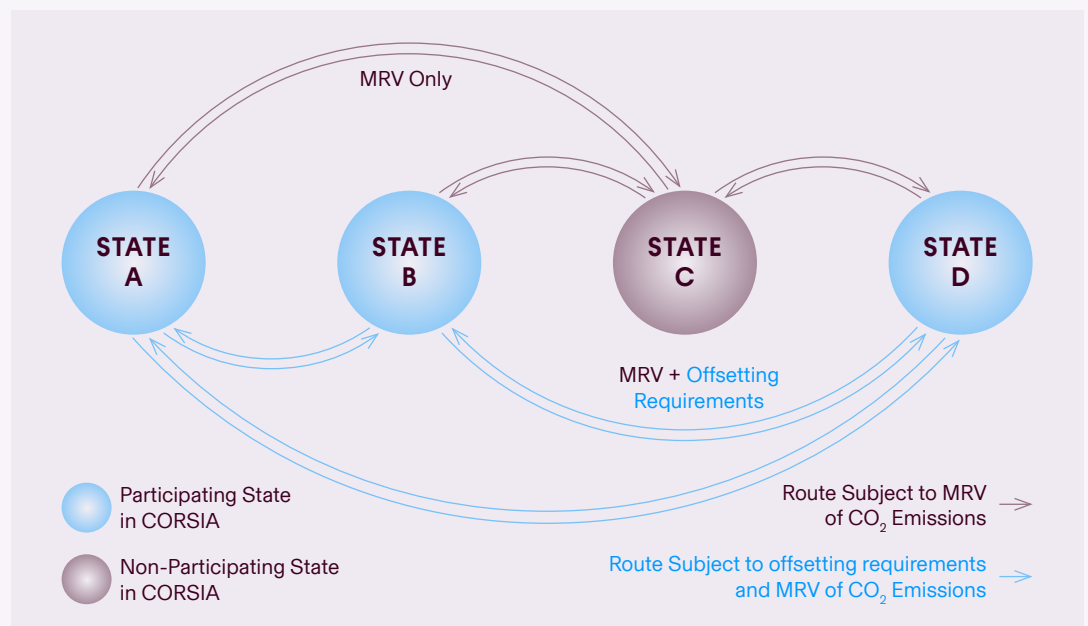 MRV Only
STATE
A
STATE
B
STATE
C
STATE
D
MRV + Offsetting
Requirements
Participating State
in CORSIA
Non-Participating State
in CORSIA
Route Subject to MRV
of CO₂ Emissions
Route Subject to offsetting requirements
and MRV of CO₂ Emissions